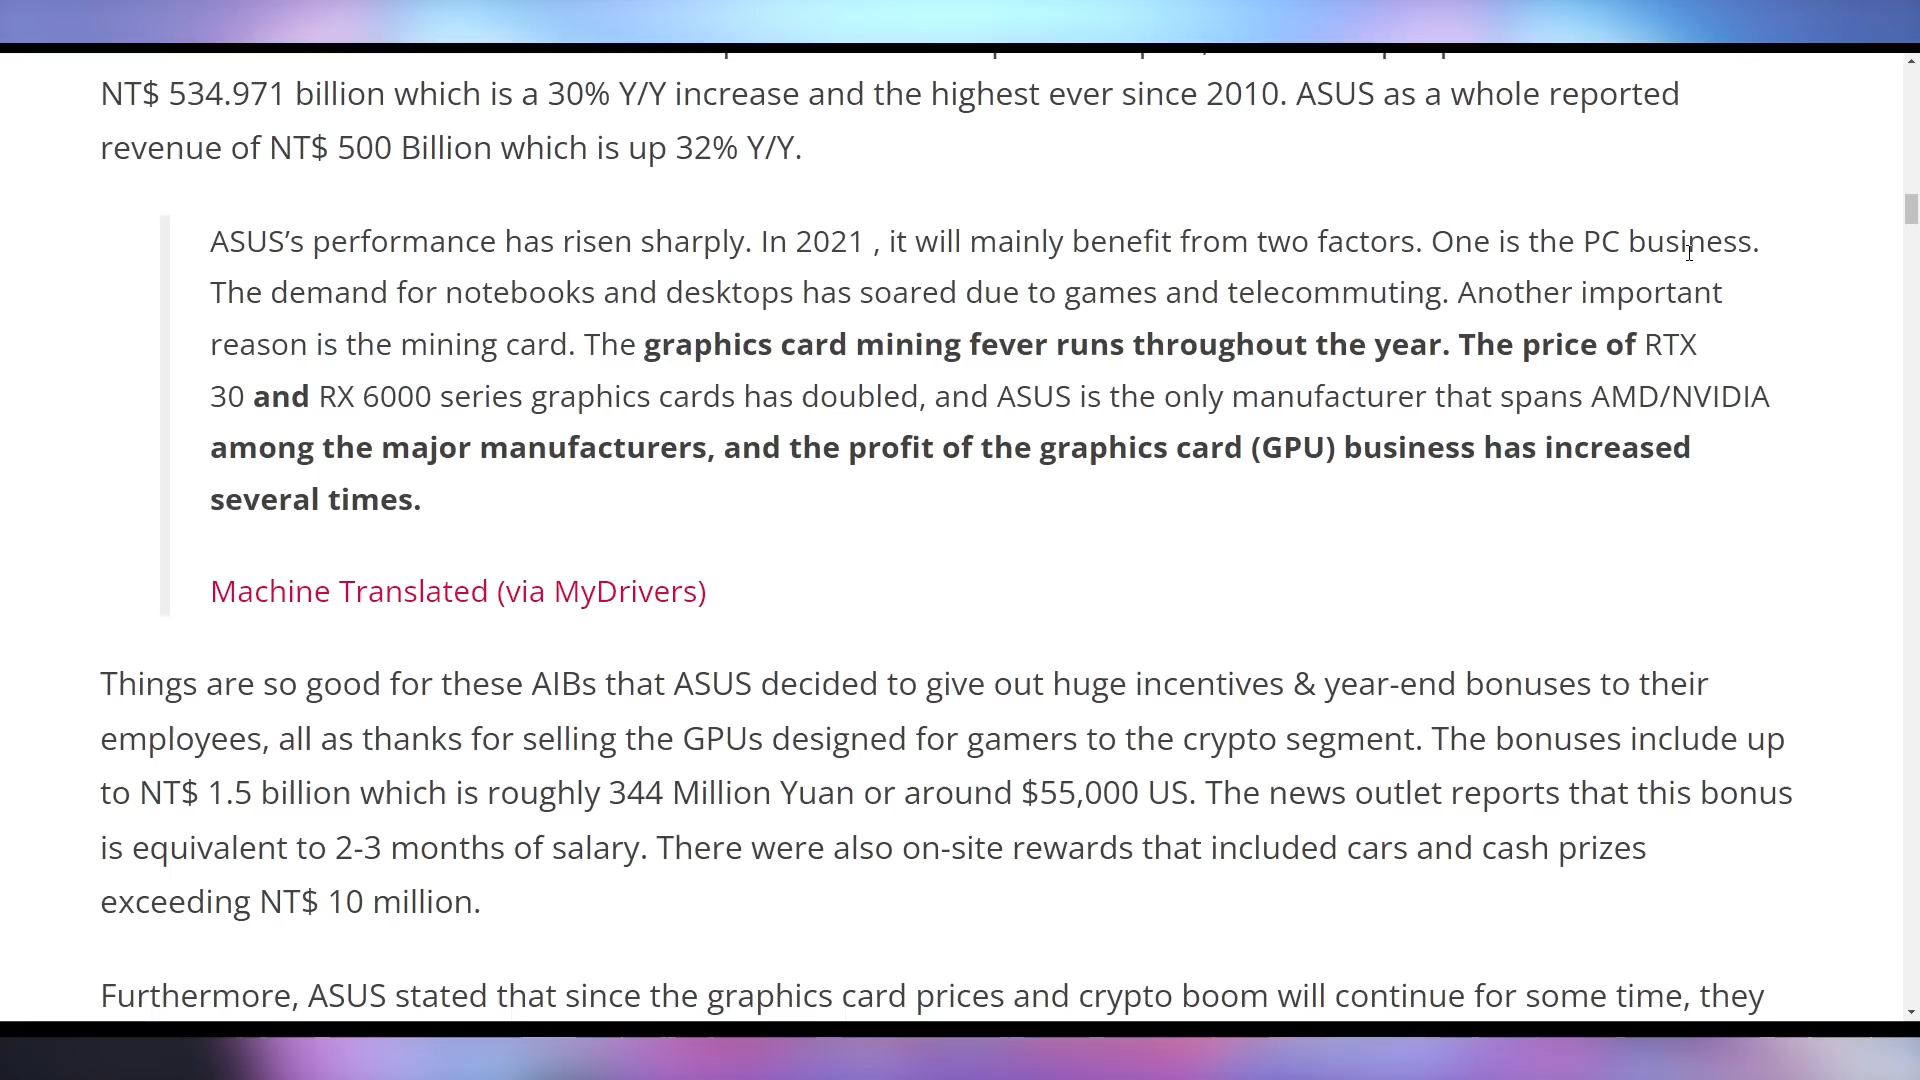 NT$ 534.971 billion which is a 30% Y/Y increase and the highest ever since 2010. ASUS as a whole reported
revenue of NT$ 500 Billion which is up 32% Y/Y.
ASUS’s performance has risen sharply. In 2021 , it will mainly benefit from two factors. One is the PC business.
The demand for notebooks and desktops has soared due to games and telecommuting. Another important
reason is the mining card. The graphics card mining fever runs throughout the year. The price of RTX
30 and RX 6000 series graphics cards has doubled, and ASUS is the only manufacturer that spans AMD/NVIDIA
among the major manufacturers, and the profit of the graphics card (GPU) business has increased
several times.
Machine Translated (via MyDrivers)
Things are so good for these AIBs that ASUS decided to give out huge incentives & year-end bonuses to their
employees, all as thanks for selling the GPUs designed for gamers to the crypto segment. The bonuses include up
to NT$ 1.5 billion which is roughly 344 Million Yuan or around $55,000 US. The news outlet reports that this bonus
is equivalent to 2-3 months of salary. There were also on-site rewards that included cars and cash prizes
exceeding NT$ 10 million.
Furthermore, ASUS stated that since the graphics card prices and crypto boom will continue for some time, they